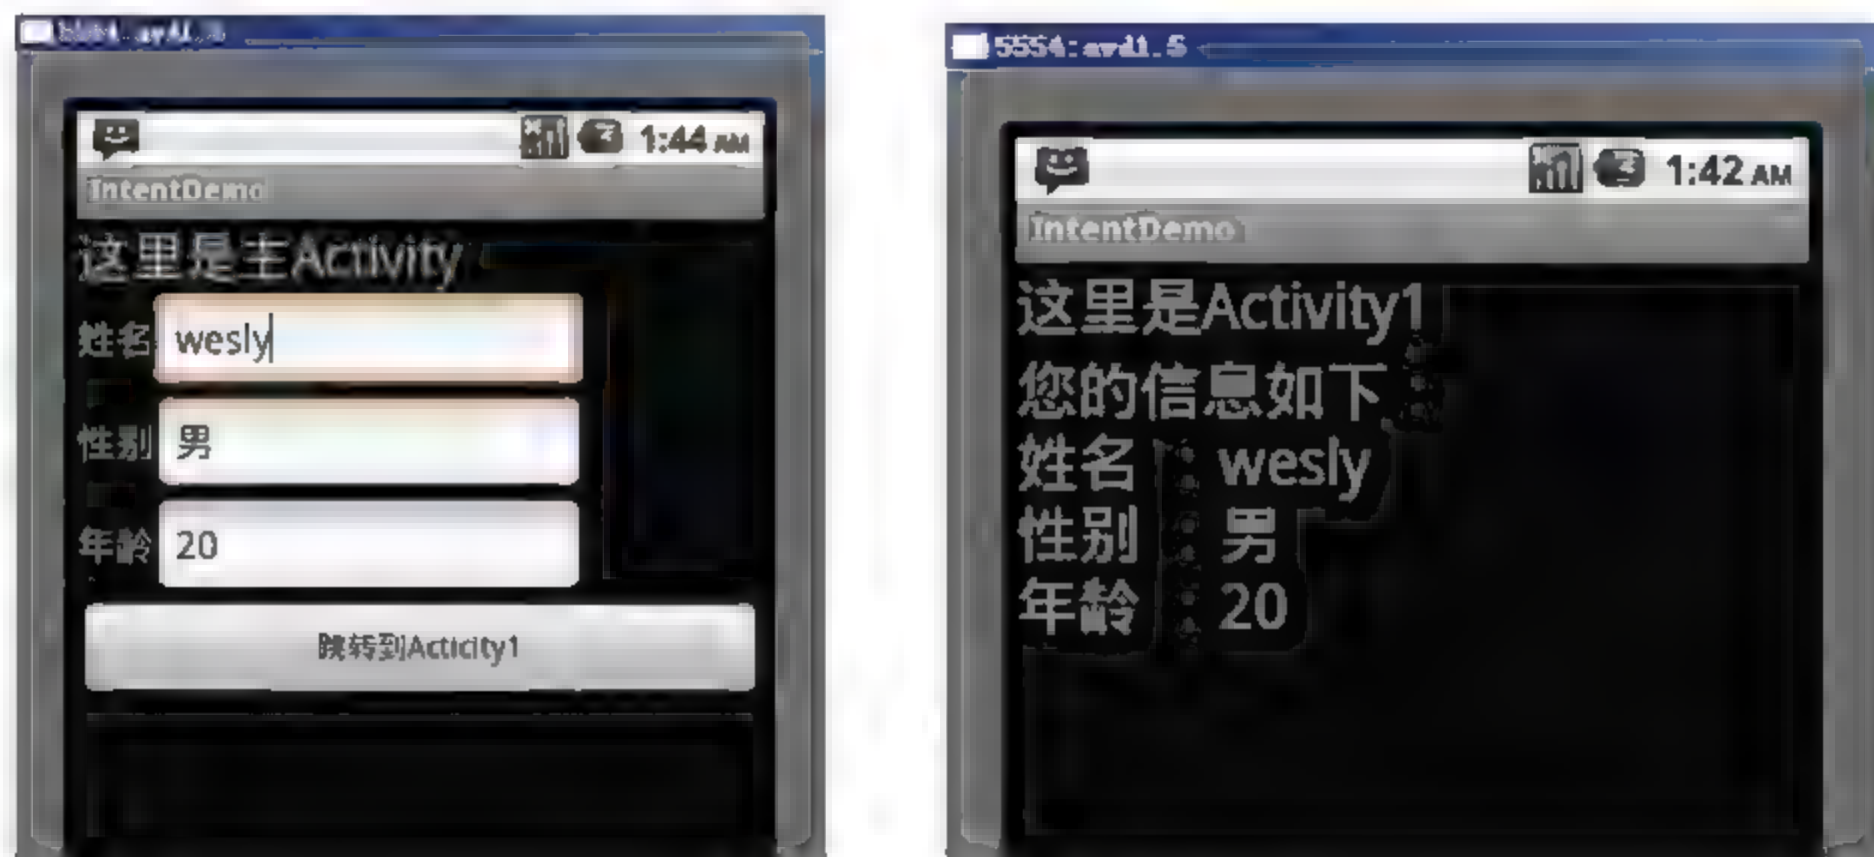 1:44 AM
IntentDemo
这里是主Activity
姓名 wesly
性别 男
年龄 20
跳转到Acticity1
5554:avd1.5
1:42 AM
IntentDemo
这里是Activity1
您的信息如下:
姓名: wesly
性别: 男
年龄: 20